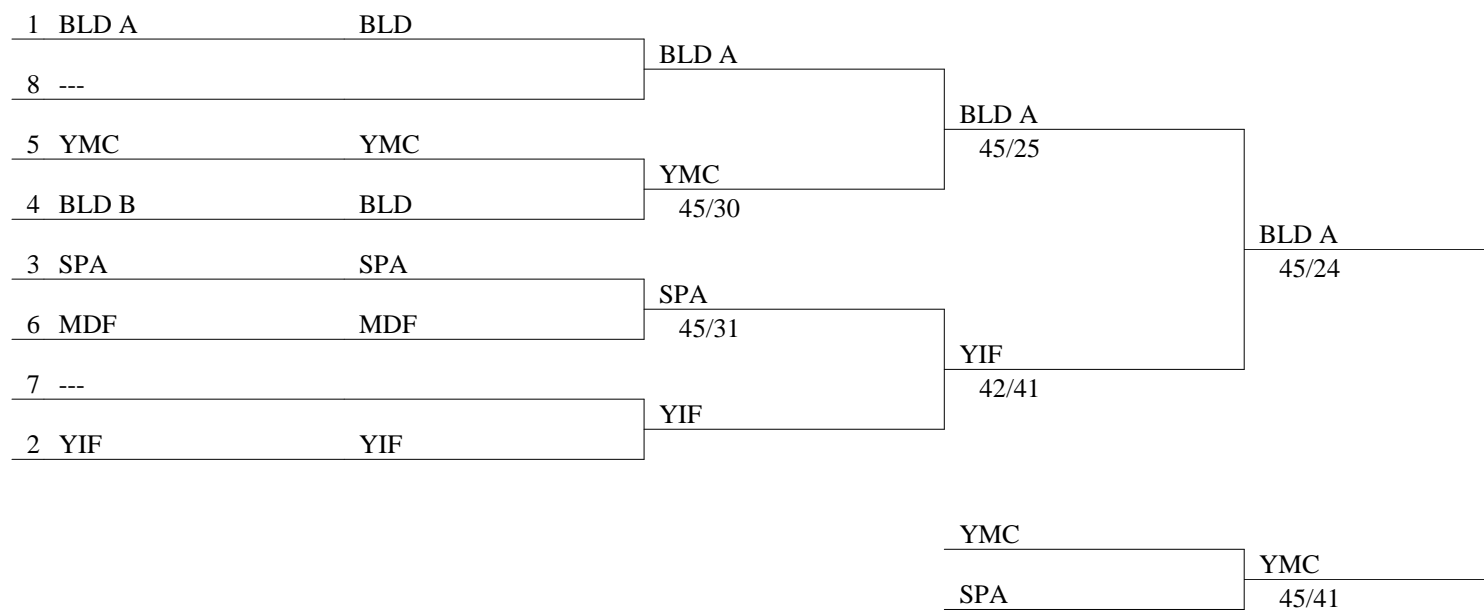 1 BLD A BLD
BLD A
8 ---
BLD A
45/25
5 YMC YMC
YMC
45/30
4 BLD B BLD
BLD A
45/24
3 SPA SPA
SPA
45/31
6 MDF MDF
YIF
42/41
7 ---
YIF
2 YIF YIF
YMC
YMC
45/41
SPA